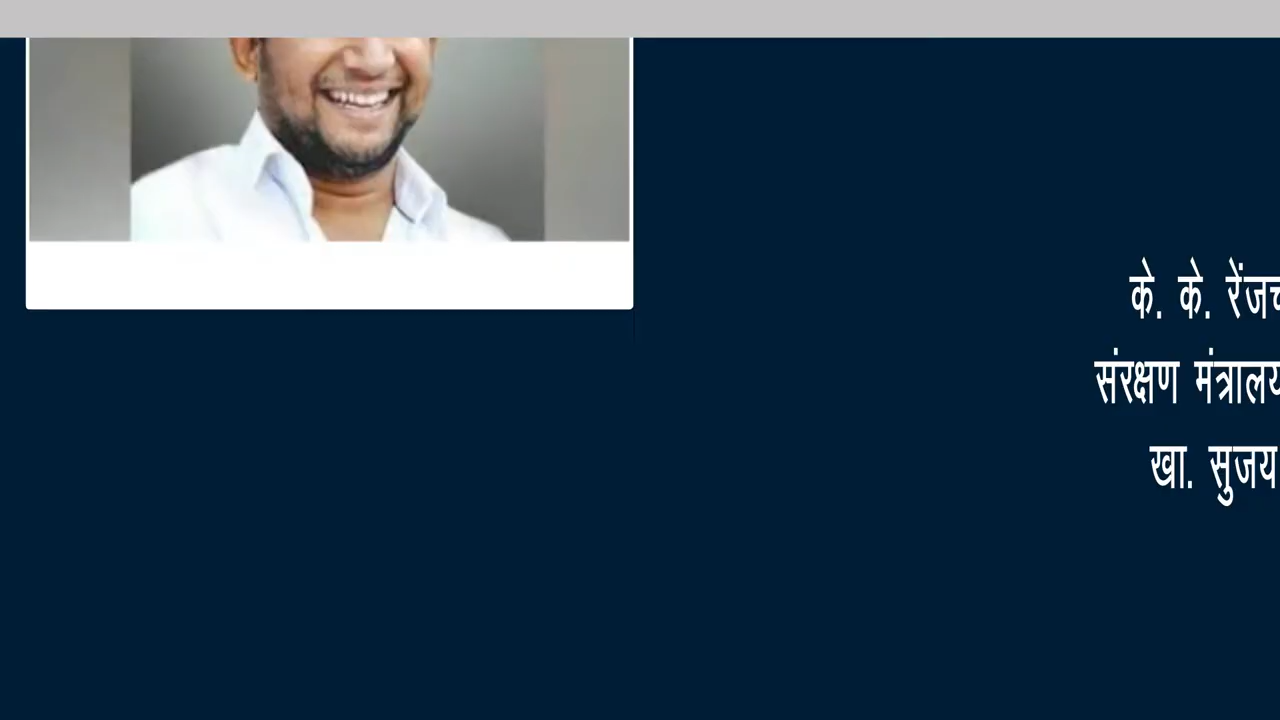 के. के. रेंज
संरक्षण मंत्रालय
खा. सुजय